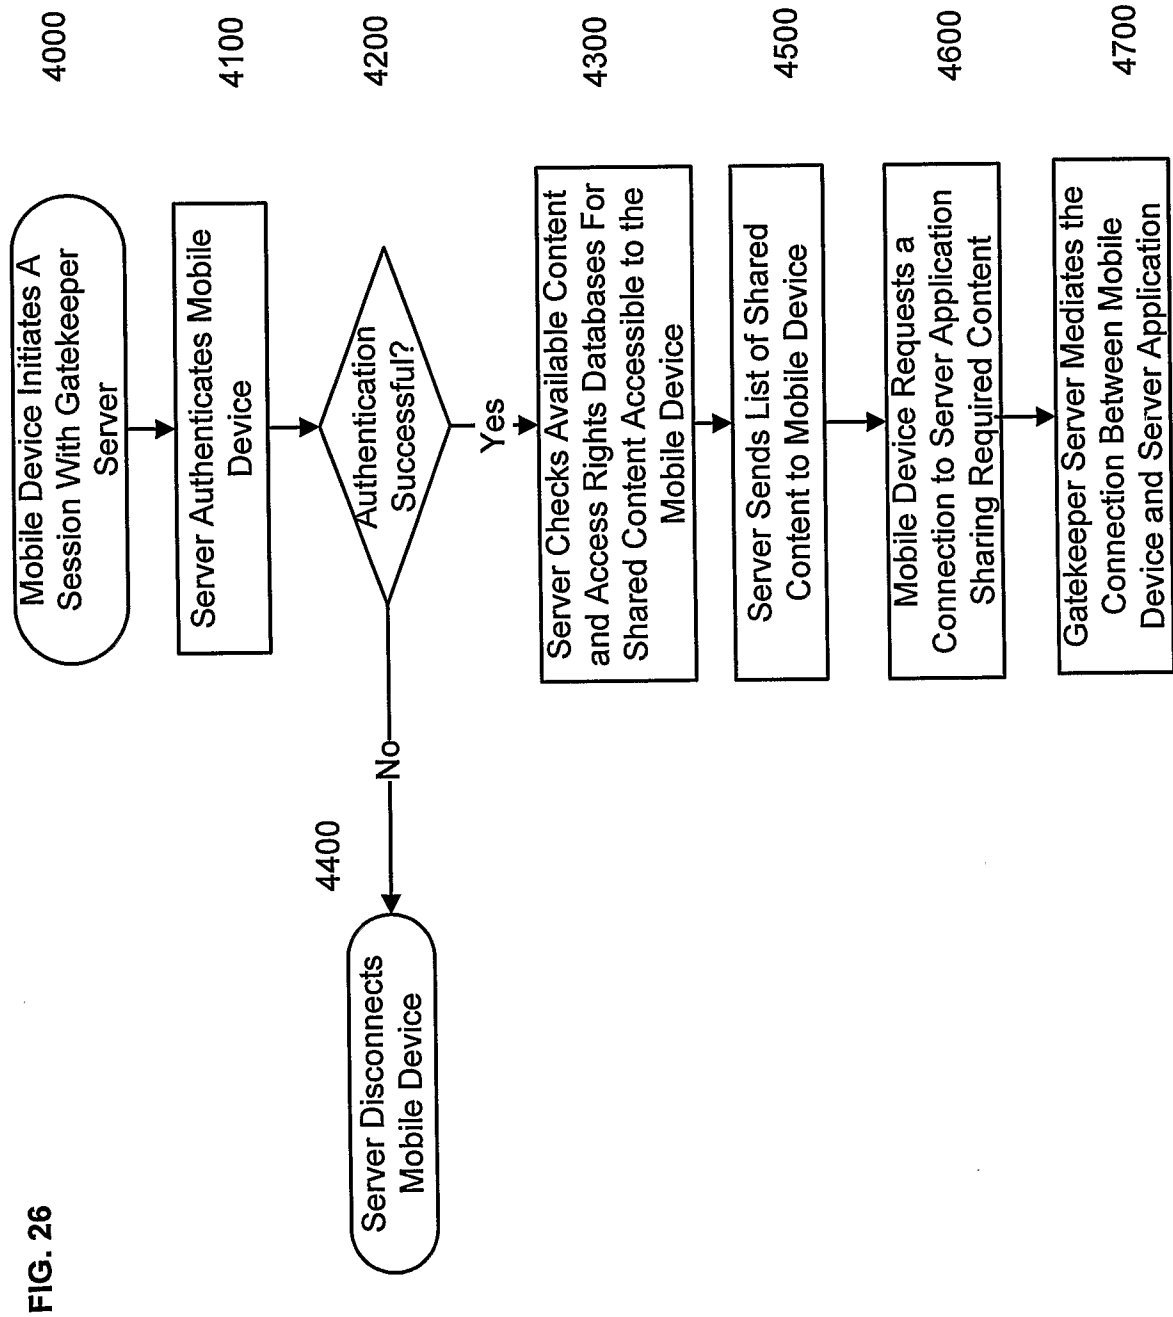 FIG. 26
Mobile Device Initiates A
Session With Gatekeeper
Server
4000
Server Authenticates Mobile
Device
4100
Authentication
Successful?
4200
No
4400
Server Disconnects
Mobile Device
Yes
Server Checks Available Content
and Access Rights Databases For
Shared Content Accessible to the
Mobile Device
4300
Server Sends List of Shared
Content to Mobile Device
4500
Mobile Device Requests a
Connection to Server Application
Sharing Required Content
4600
Gatekeeper Server Mediates the
Connection Between Mobile
Device and Server Application
4700